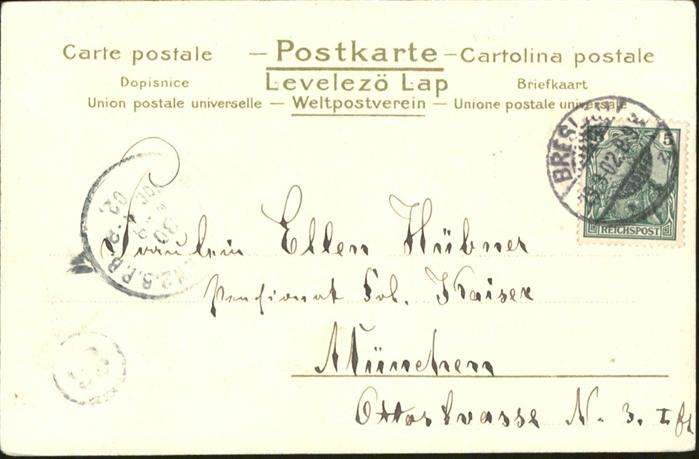 Carte postale — Postkarte — Cartolina postale
Dopisnice Levelező Lap Briefkaart
Union postale universelle — Weltpostverein — Unione postale universale
BRESLAU
5
REICHSPOST
Fräulein Ellen Hübner
Pensionat Frl. Kaiser
München
Ottostrasse N. 3. I